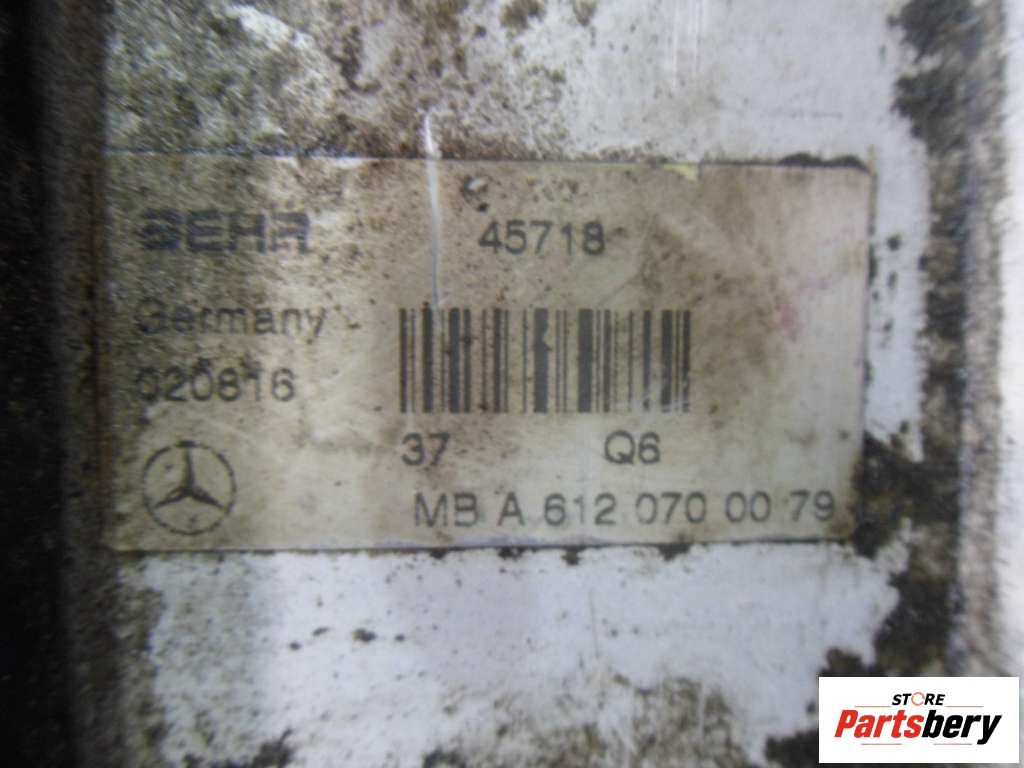 BEHR 45718
Germany
020816
37 Q6
MB A 612 070 00 79
STORE
Partsbery